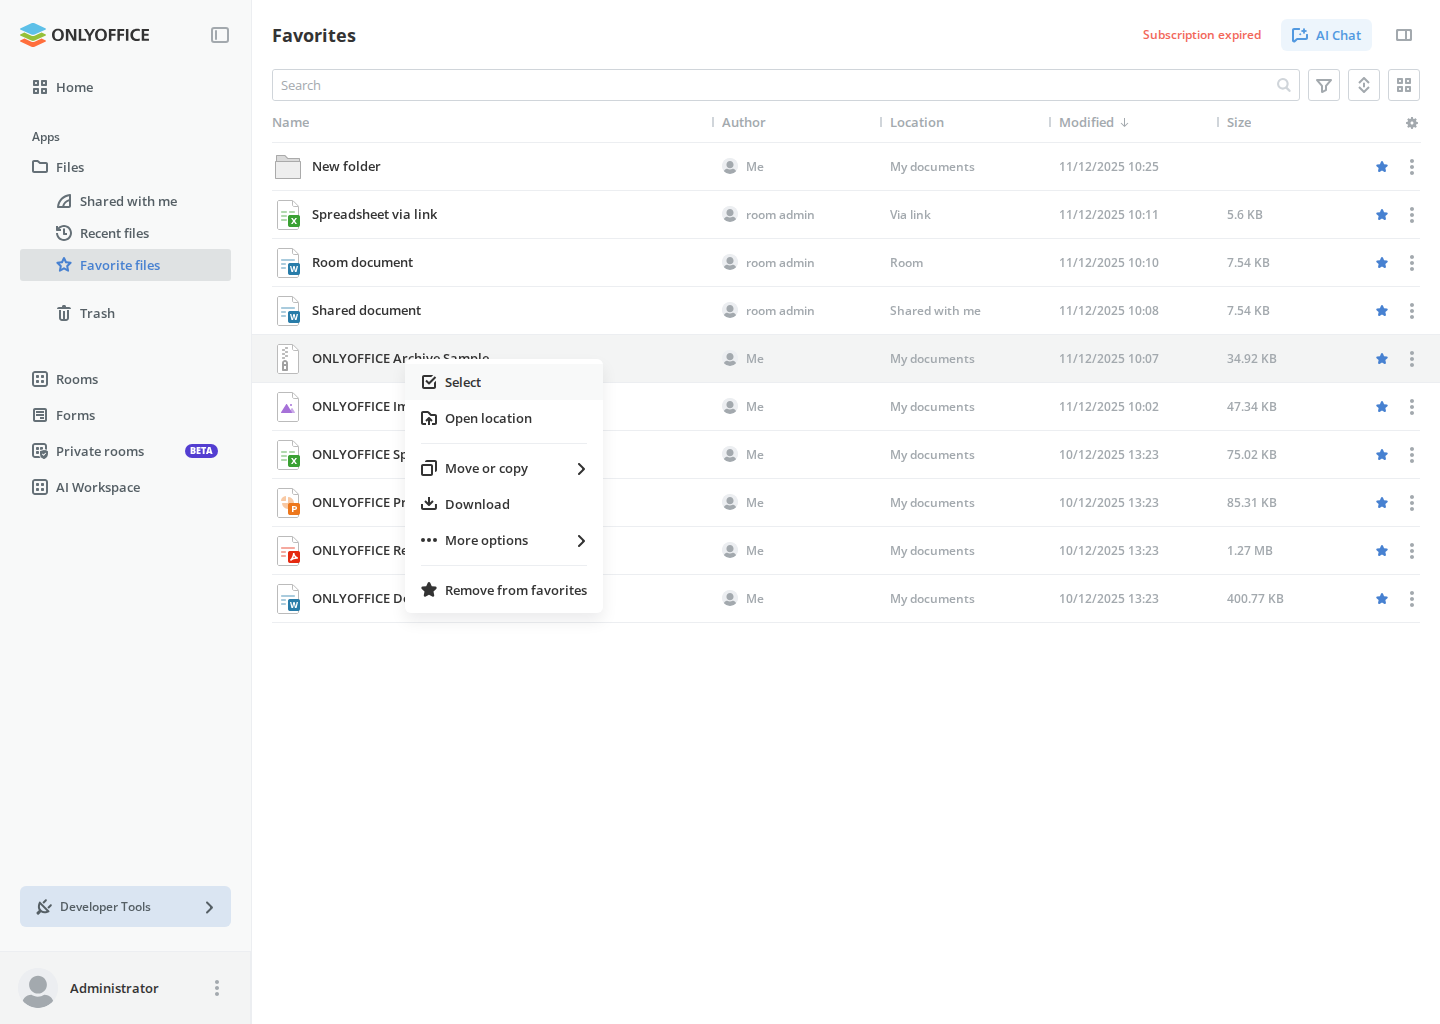 ONLYOFFICE
Home
Apps
Files
Shared with me
Recent files
Favorite files
Trash
Rooms
Forms
Private rooms BETA
AI Workspace
Developer Tools
Administrator
Favorites
Subscription expired
AI Chat
Search
Name Author Location Modified Size
New folder Me My documents 11/12/2025 10:25
Spreadsheet via link room admin Via link 11/12/2025 10:11 5.6 KB
Room document room admin Room 11/12/2025 10:10 7.54 KB
Shared document room admin Shared with me 11/12/2025 10:08 7.54 KB
ONLYOFFICE Archive Sample Me My documents 11/12/2025 10:07 34.92 KB
ONLYOFFICE Me My documents 11/12/2025 10:02 47.34 KB
ONLYOFFICE Me My documents 10/12/2025 13:23 75.02 KB
ONLYOFFICE Me My documents 10/12/2025 13:23 85.31 KB
ONLYOFFICE Me My documents 10/12/2025 13:23 1.27 MB
ONLYOFFICE Me My documents 10/12/2025 13:23 400.77 KB
Select
Open location
Move or copy
Download
More options
Remove from favorites